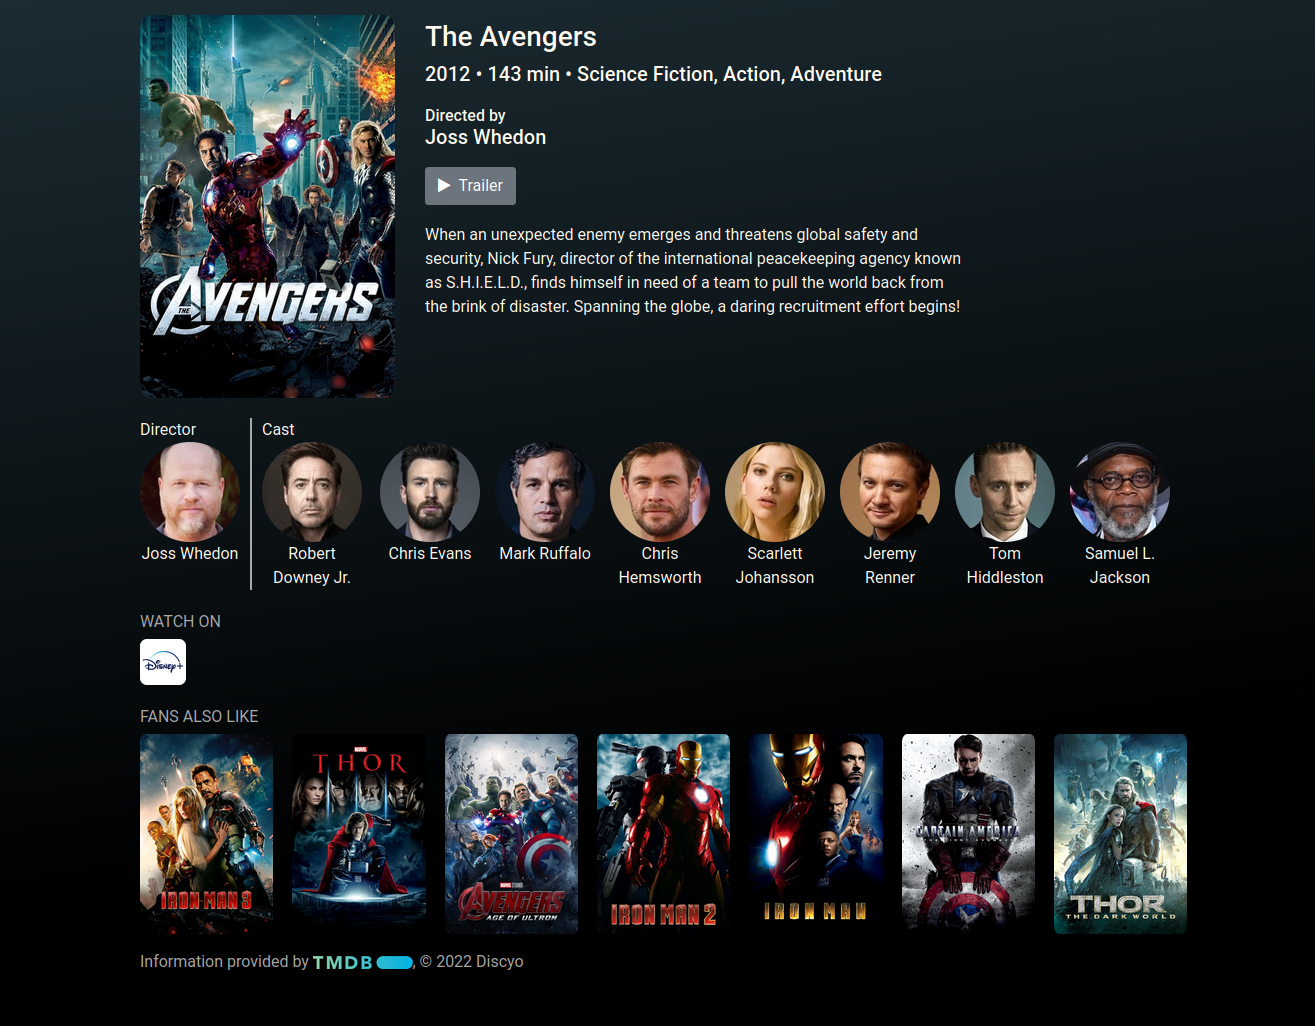 The Avengers
2012 • 143 min • Science Fiction, Action, Adventure
Directed by
Joss Whedon
Trailer
When an unexpected enemy emerges and threatens global safety and
security, Nick Fury, director of the international peacekeeping agency known
as S.H.I.E.L.D., finds himself in need of a team to pull the world back from
the brink of disaster. Spanning the globe, a daring recruitment effort begins!
THE AVENGERS
Director
Cast
Joss Whedon
Robert
Downey Jr.
Chris Evans
Mark Ruffalo
Chris
Hemsworth
Scarlett
Johansson
Jeremy
Renner
Tom
Hiddleston
Samuel L.
Jackson
WATCH ON
Disney+
FANS ALSO LIKE
IRON MAN 3
MARVEL
THOR
MARVEL STUDIOS
AVENGERS
AGE OF ULTRON
IRON MAN 2
IRON MAN
CAPTAIN AMERICA
THOR
THE DARK WORLD
Information provided by TMDB, © 2022 Discyo